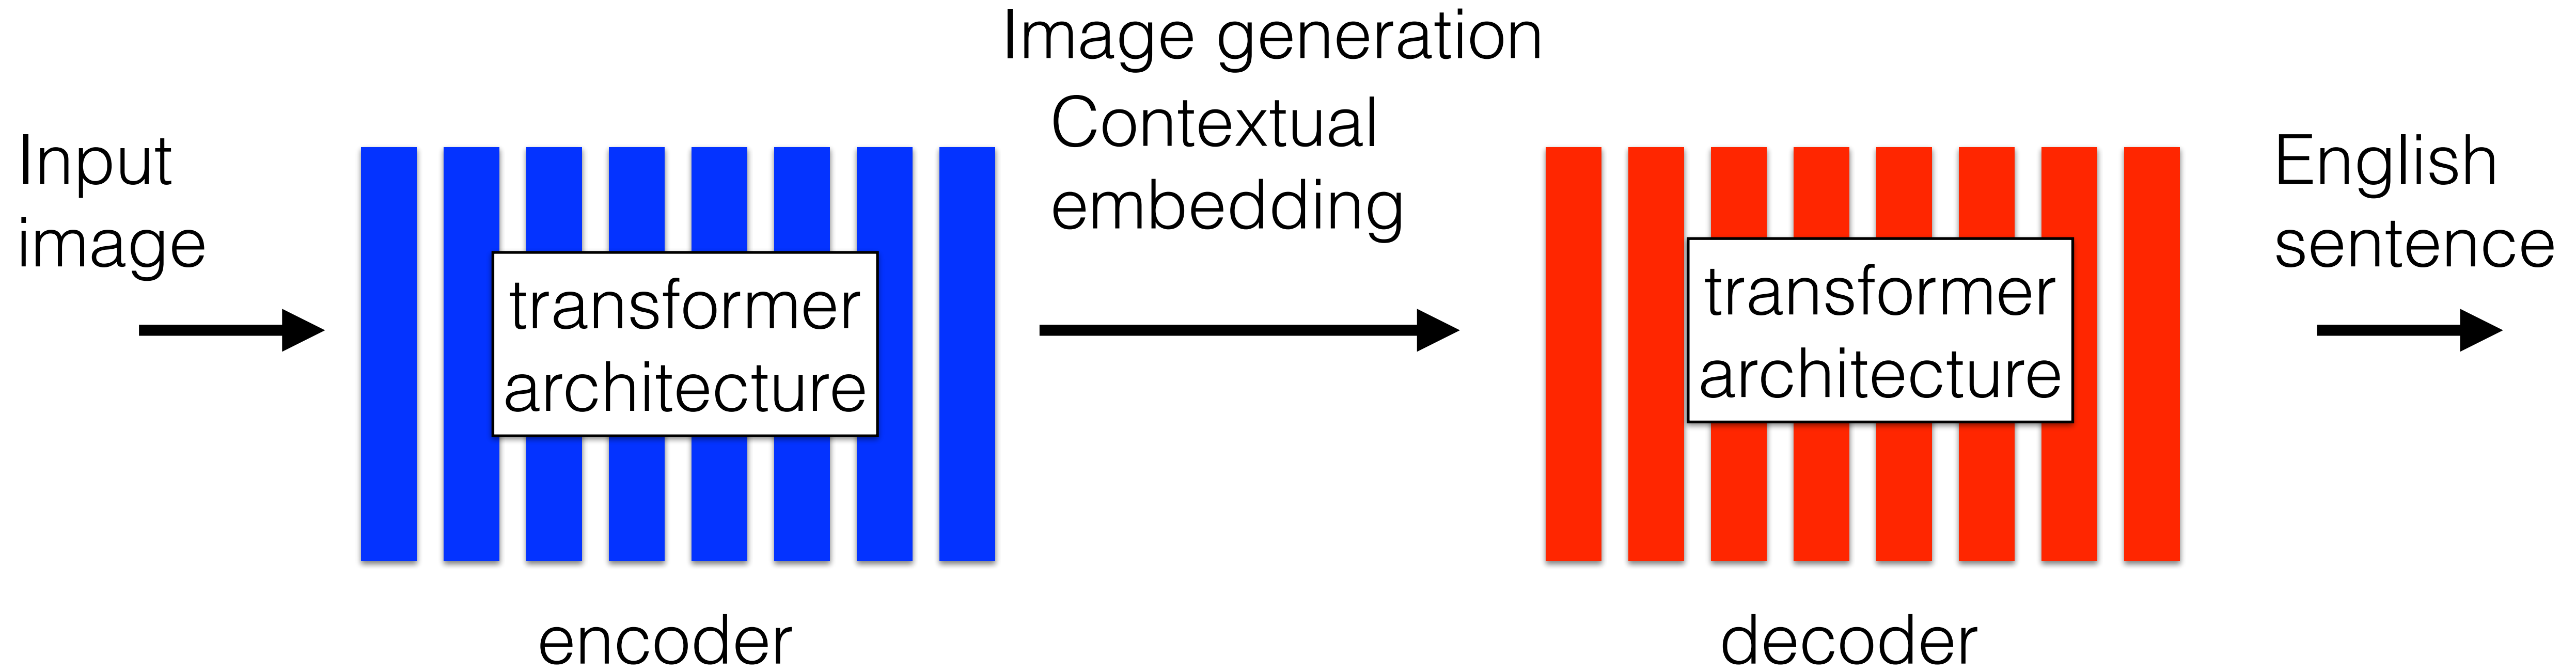 Image generation
Input
image
transformer
architecture
encoder
Contextual
embedding
transformer
architecture
decoder
English
sentence